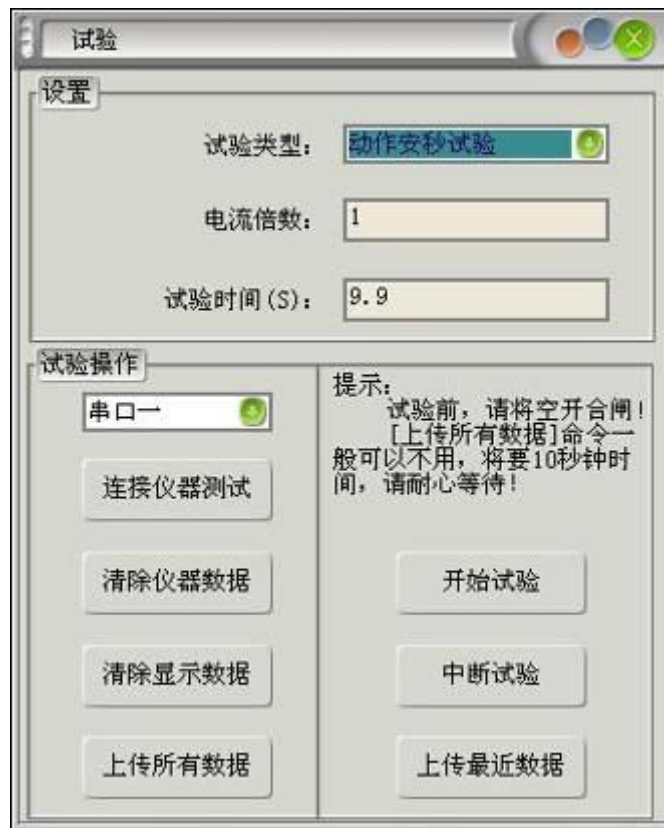 试验
设置
试验类型：
动作安秒试验
电流倍数：
1
试验时间(S)：
9.9
试验操作
串口一
连接仪器测试
清除仪器数据
清除显示数据
上传所有数据
提示：
试验前，请将空开合闸！
[上传所有数据]命令一
般可以不用，将要10秒钟时
间，请耐心等待！
开始试验
中断试验
上传最近数据